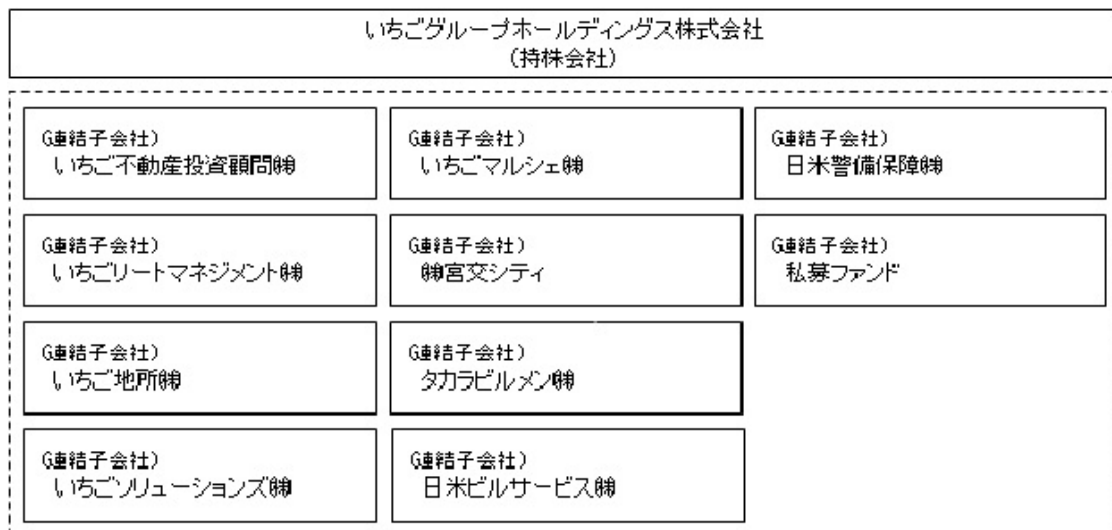 いちごグループホールディングス株式会社
(持株会社)
(連結子会社)
いちご不動産投資顧問㈱
(連結子会社)
いちごマルシェ㈱
(連結子会社)
日米警備保障㈱
(連結子会社)
いちごリートマネジメント㈱
(連結子会社)
㈱宮交シティ
(連結子会社)
私募ファンド
(連結子会社)
いちご地所㈱
(連結子会社)
タカラビルメン㈱
(連結子会社)
いちごソリューションズ㈱
(連結子会社)
日米ビルサービス㈱